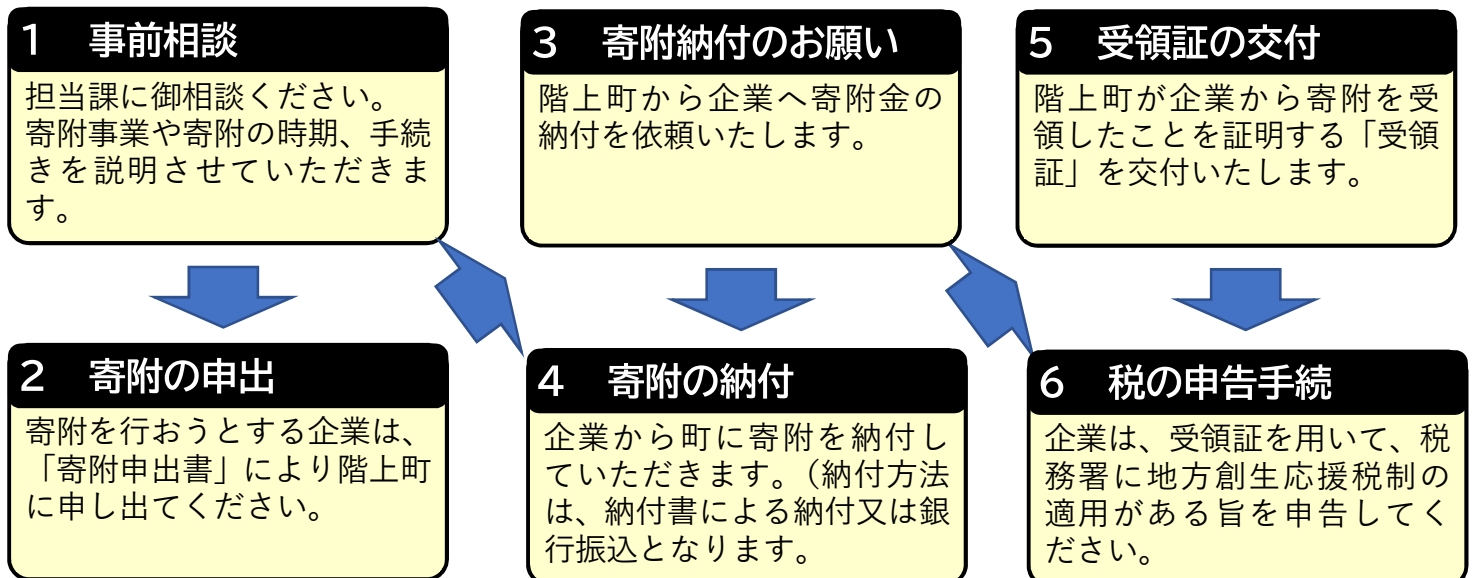 1 事前相談
担当課に御相談ください。
寄附事業や寄附の時期、手続
きを説明させていただきま
す。
2 寄附の申出
寄附を行おうとする企業は、
「寄附申出書」により階上町
に申し出てください。
3 寄附納付のお願い
階上町から企業へ寄附金の
納付を依頼いたします。
4 寄附の納付
企業から町に寄附を納付し
ていただきます。（納付方法
は、納付書による納付又は銀
行振込となります。
5 受領証の交付
階上町が企業から寄附を受
領したことを証明する「受領
証」を交付いたします。
6 税の申告手続
企業は、受領証を用いて、税
務署に地方創生応援税制の
適用がある旨を申告してく
ださい。